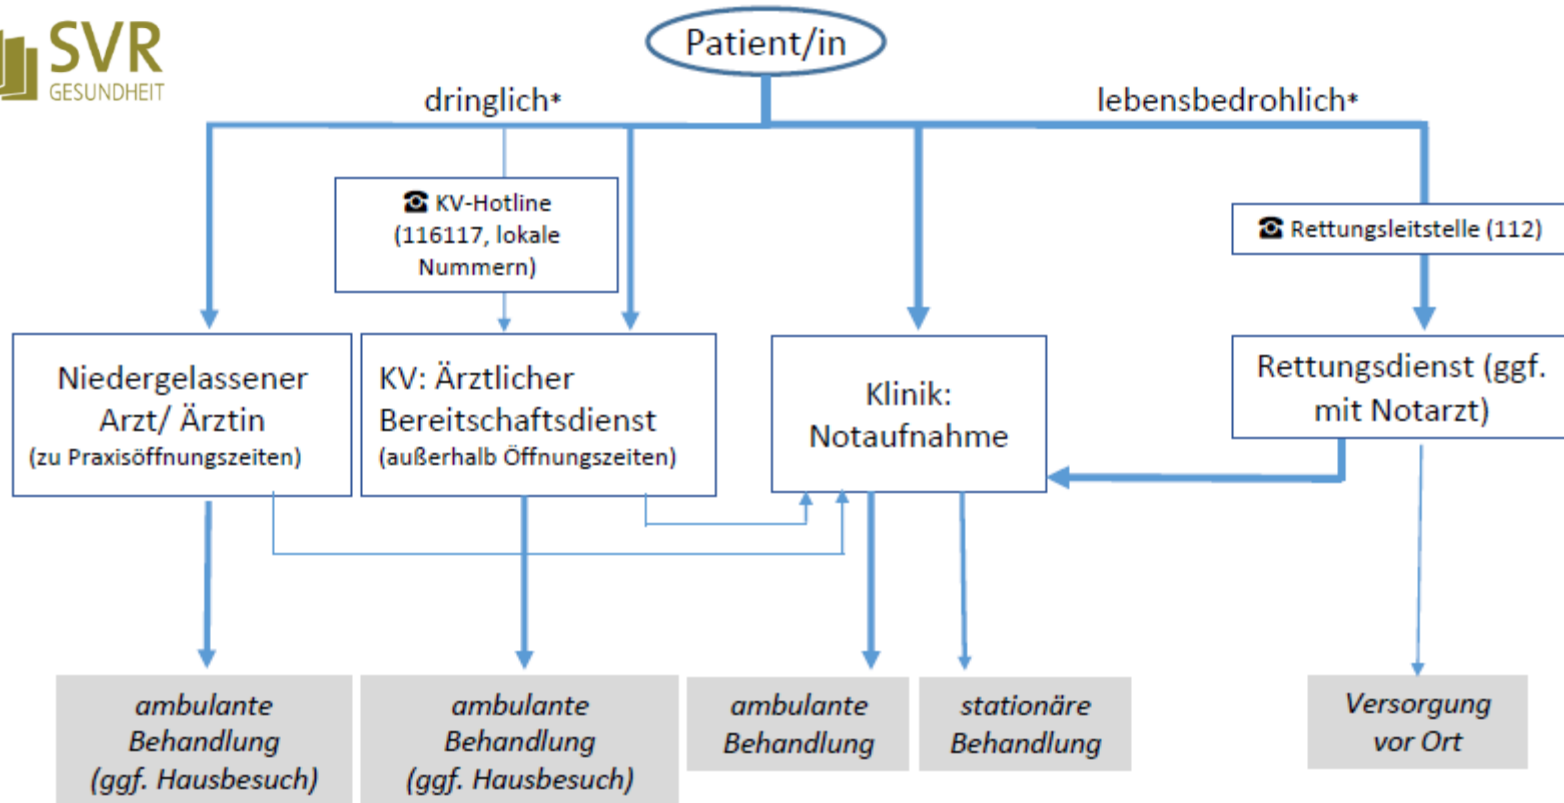 SVR
GESUNDHEIT
Patient/in
dringlich*
lebensbedrohlich*
☎ KV-Hotline
(116117, lokale
Nummern)
☎ Rettungsleitstelle (112)
Niedergelassener
Arzt/ Ärztin
(zu Praxisöffnungszeiten)
KV: Ärztlicher
Bereitschaftsdienst
(außerhalb Öffnungszeiten)
Klinik:
Notaufnahme
Rettungsdienst (ggf.
mit Notarzt)
ambulante
Behandlung
(ggf. Hausbesuch)
ambulante
Behandlung
(ggf. Hausbesuch)
ambulante
Behandlung
stationäre
Behandlung
Versorgung
vor Ort